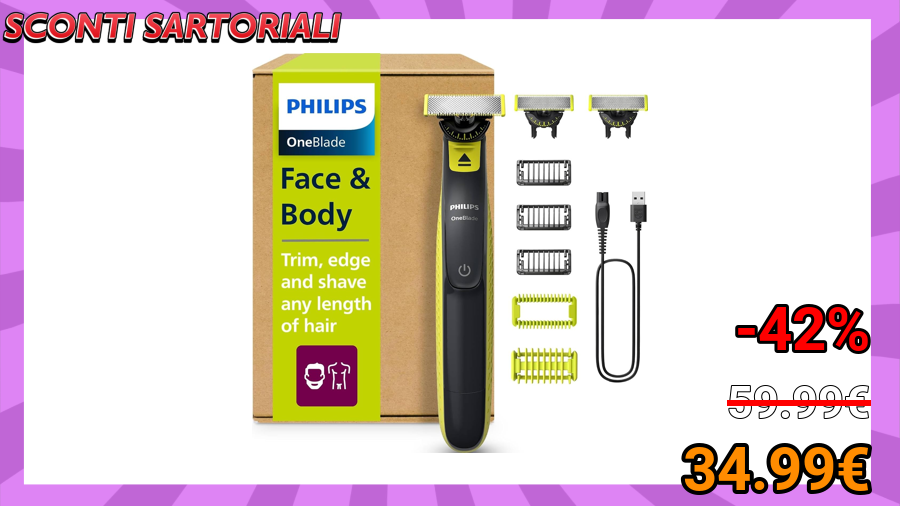 SCONTI SARTORIALI
PHILIPS
OneBlade
Face &
Body
Trim, edge
and shave
any length
of hair
PHILIPS
OneBlade
-42%
59.99€
34.99€